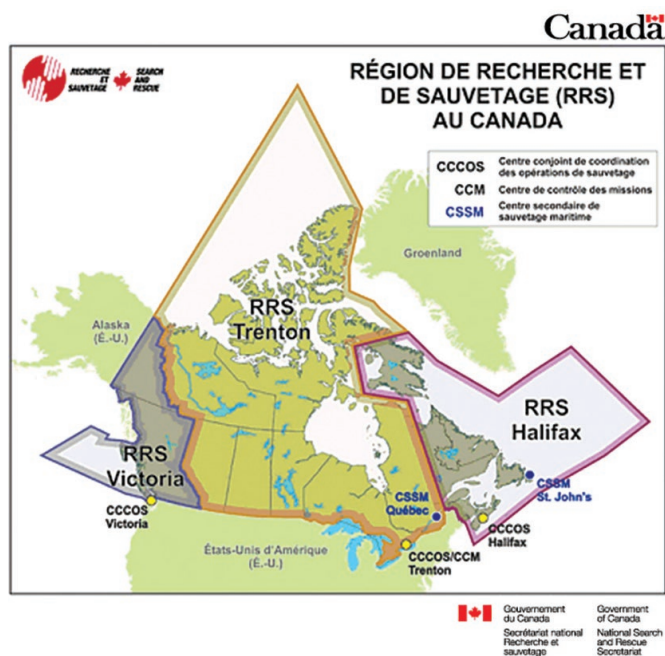 Canada
RECHERCHE
ET
SAUVETAGE
SEARCH
AND
RESCUE
RÉGION DE RECHERCHE ET
DE SAUVETAGE (RRS)
AU CANADA
CCCOS Centre conjoint de coordination
des opérations de sauvetage
CCM Centre de contrôle des missions
CSSM Centre secondaire de
sauvetage maritime
Groenland
Alaska
(É.-U.)
RRS
Trenton
RRS
Halifax
RRS
Victoria
CSSM
St. John's
CSSM
Québec
CCCOS
Victoria
CCCOS
Halifax
États-Unis d'Amérique
(É.-U.)
CCCOS/CCM
Trenton
Gouvernement
du Canada
Government
of Canada
Secrétariat national
Recherche et
sauvetage
National Search
and Rescue
Secretariat